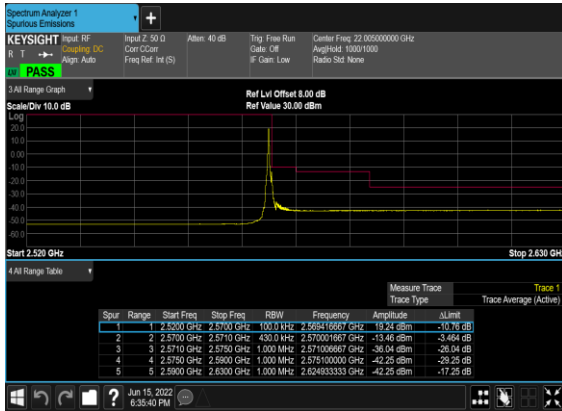 Spectrum Analyzer 1
Spurious Emissions
KEYSIGHT Input: RF Input Z: 50 Ω Atten: 40 dB Trig: Free Run Center Freq: 22.005000000 GHz
R T Coupling: DC Corr CCorr Gate: Off Avg|Hold: 1000/1000
Align: Auto Freq Ref: Int (S) IF Gain: Low Radio Std: None
PASS
3 All Range Graph
Ref Lvl Offset 8.00 dB
Scale/Div 10.0 dB Ref Value 30.00 dBm
Log
20.0
10.0
0.00
-10.0
-20.0
-30.0
-40.0
-50.0
-60.0
Start 2.520 GHz Stop 2.630 GH
4 All Range Table
Measure Trace Trace 1
Trace Type Trace Average (Active)
Spur Range Start Freq Stop Freq RBW Frequency Amplitude ΔLimit
1 1 2.5200 GHz 2.5700 GHz 100.0 kHz 2.569416667 GHz 19.24 dBm -10.76 dB
2 2 2.5700 GHz 2.5710 GHz 430.0 kHz 2.570001667 GHz -13.46 dBm -3.464 dB
3 3 2.5710 GHz 2.5750 GHz 1.000 MHz 2.571006667 GHz -36.04 dBm -26.04 dB
4 4 2.5750 GHz 2.5900 GHz 1.000 MHz 2.575100000 GHz -42.25 dBm -29.25 dB
5 5 2.5900 GHz 2.6300 GHz 1.000 MHz 2.624933333 GHz -42.25 dBm -17.25 dB
Jun 15, 2022
6:35:40 PM